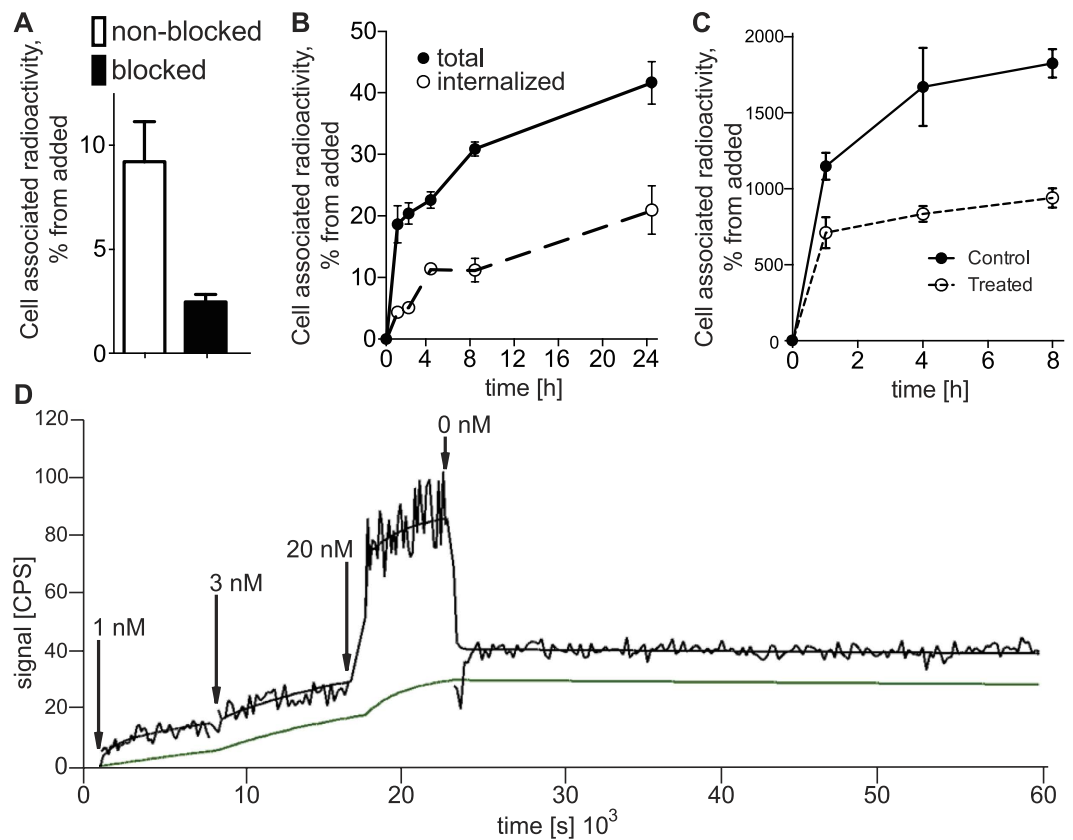 A
non-blocked
blocked
Cell associated radioactivity,
% from added
10
5
0
B
Cell associated radioactivity,
% from added
total
internalized
50
40
30
20
10
0
0 4 8 12 16 20 24
time [h]
C
Cell associated radioactivity,
% from added
2000
1500
1000
500
0
Control
Treated
0 2 4 6 8
time [h]
D
signal [CPS]
120
100
80
60
40
20
0
1 nM
3 nM
20 nM
0 nM
0 10 20 30 40 50 60
time [s] 10³